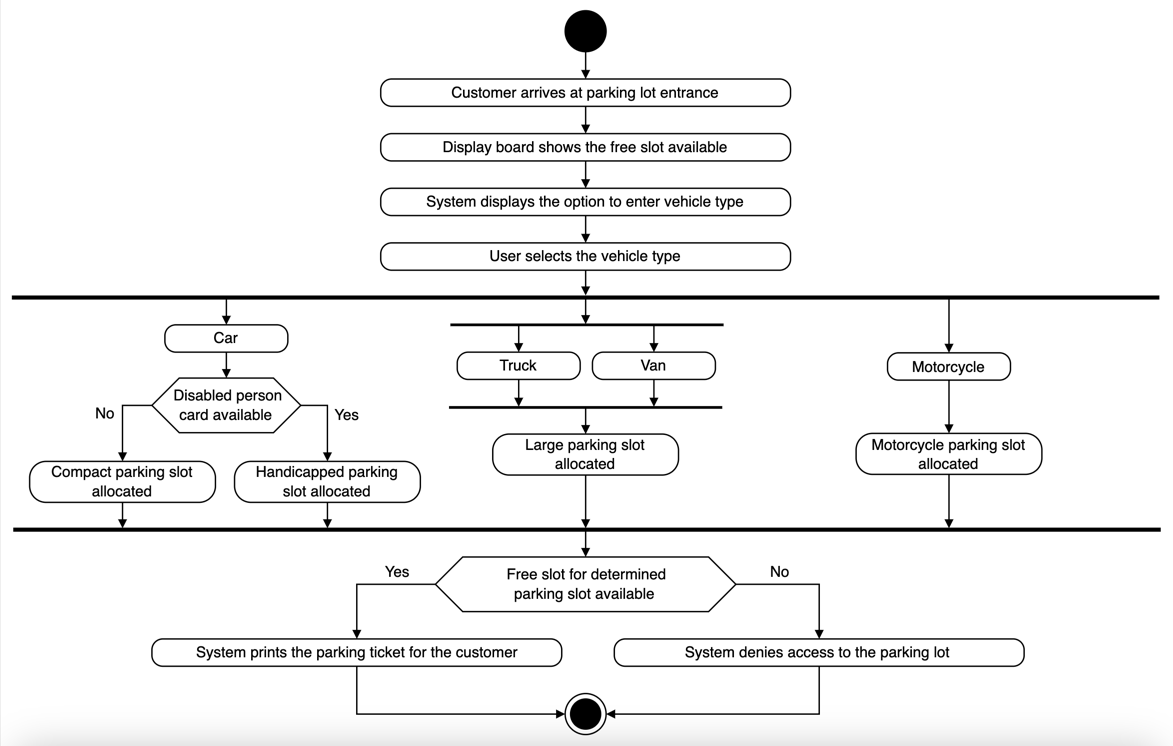 Customer arrives at parking lot entrance
Display board shows the free slot available
System displays the option to enter vehicle type
User selects the vehicle type
Car
Truck
Van
Motorcycle
Disabled person
card available
No
Yes
Compact parking slot
allocated
Handicapped parking
slot allocated
Large parking slot
allocated
Motorcycle parking slot
allocated
Free slot for determined
parking slot available
Yes
No
System prints the parking ticket for the customer
System denies access to the parking lot